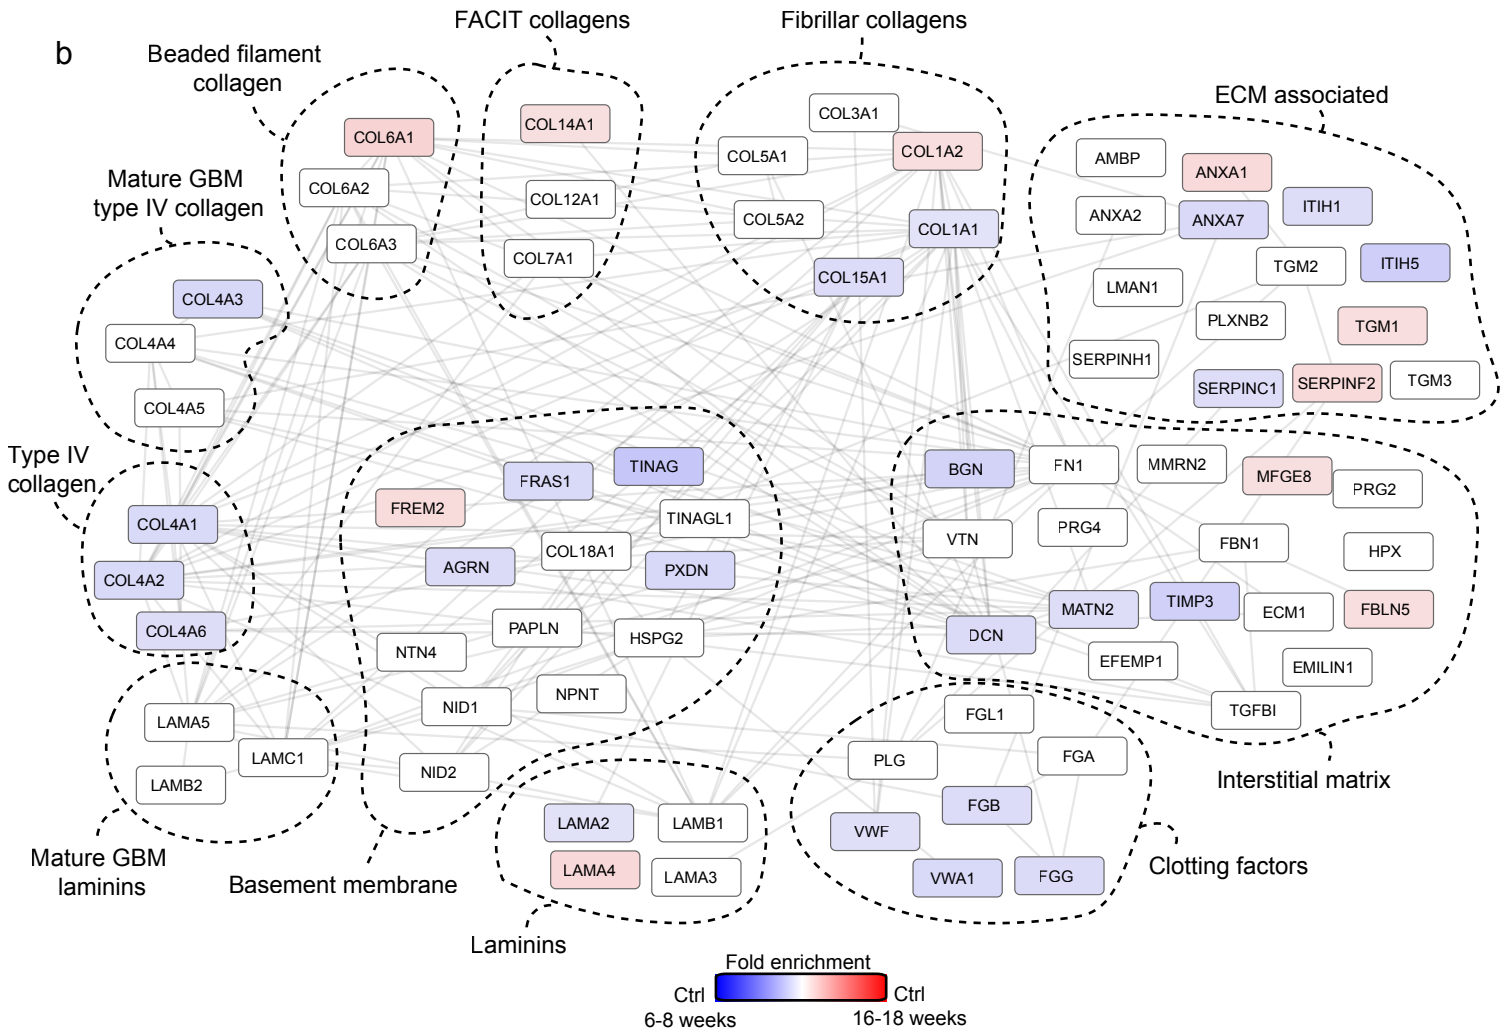 b
FACIT collagens
Fibrillar collagens
Beaded filament
collagen
ECM associated
Mature GBM
type IV collagen
Type IV
collagen
COL6A1
COL6A2
COL6A3
COL14A1
COL12A1
COL7A1
COL3A1
COL5A1
COL1A2
COL5A2
COL1A1
COL15A1
AMBP
ANXA1
ANXA2
ANXA7
ITIH1
TGM2
ITIH5
LMAN1
PLXNB2
TGM1
SERPINH1
SERPINC1
SERPINF2
TGM3
COL4A3
COL4A4
COL4A5
COL4A1
COL4A2
COL4A6
FREM2
FRAS1
TINAG
TINAGL1
COL18A1
AGRN
PXDN
PAPLN
HSPG2
NTN4
NID1
NPNT
NID2
BGN
FN1
MMRN2
MFGE8
PRG2
VTN
PRG4
FBN1
HPX
MATN2
TIMP3
ECM1
FBLN5
DCN
EFEMP1
EMILIN1
TGFBI
LAMA5
LAMC1
LAMB2
LAMA2
LAMB1
LAMA4
LAMA3
FGL1
PLG
FGA
FGB
VWF
VWA1
FGG
Interstitial matrix
Clotting factors
Mature GBM
laminins
Basement membrane
Laminins
Fold enrichment
Ctrl
6-8 weeks
Ctrl
16-18 weeks